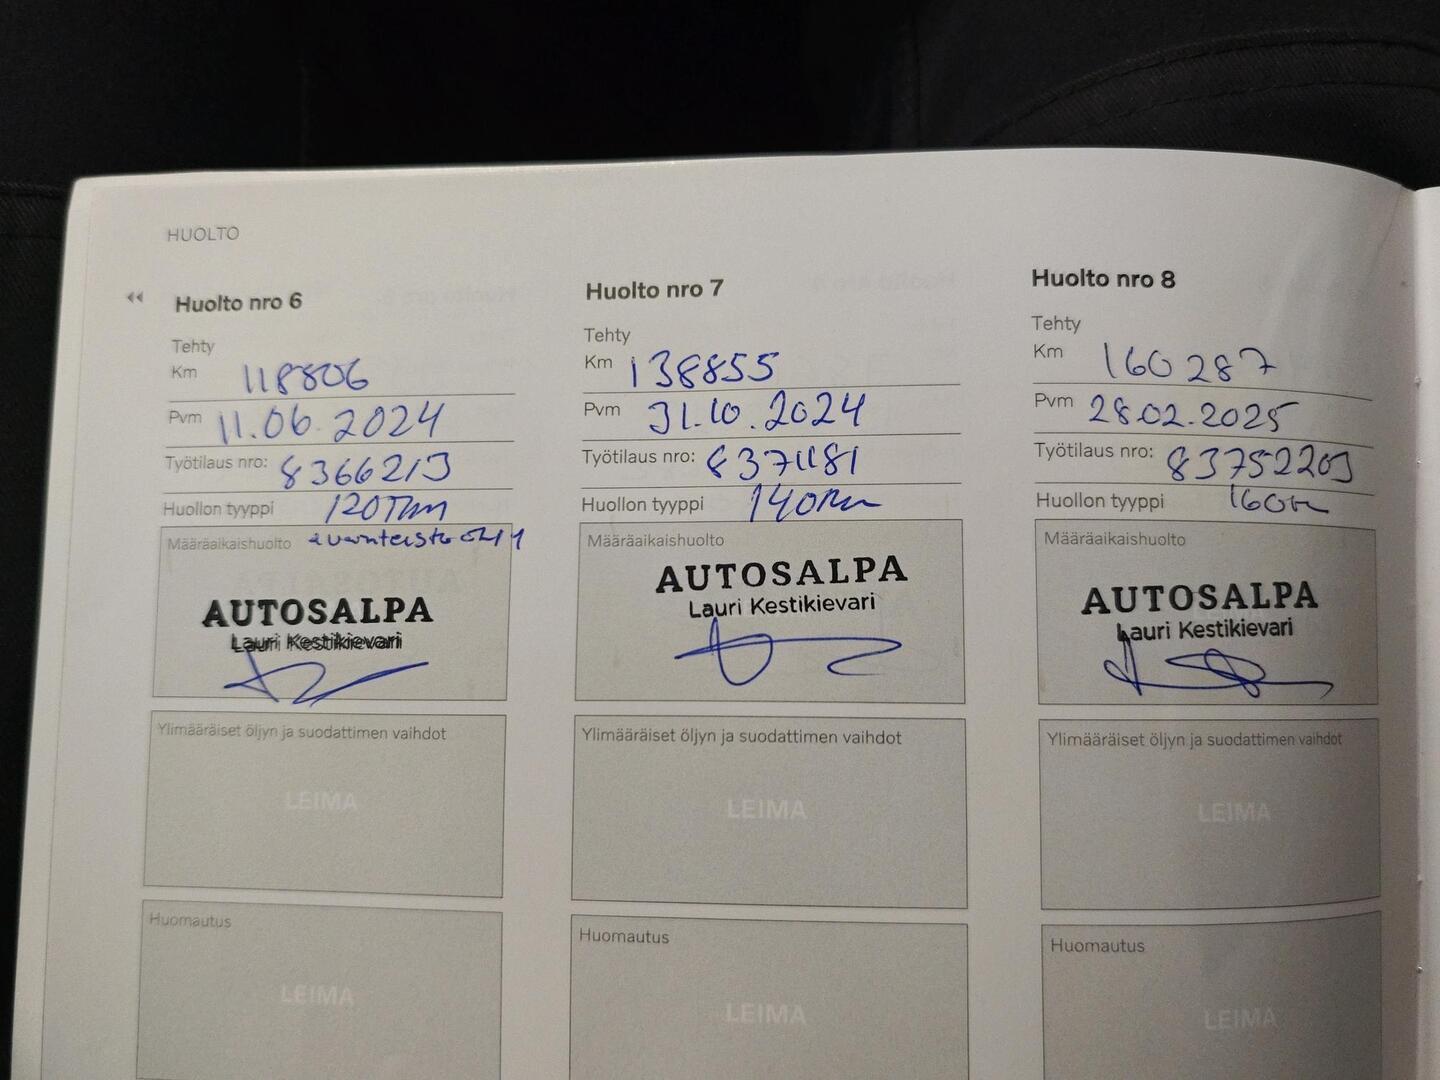 HUOLTO
Huolto nro 6
Tehty
Km 118806
Pvm 11.06.2024
Työtilaus nro: 8366213
Huollon tyyppi 120Tkm
Määräaikaishuolto
AUTOSALPA
Lauri Kestikievari
Ylimääräiset öljyn ja suodattimen vaihdot
LEIMA
Huomautus
LEIMA
Huolto nro 7
Tehty
Km 138855
Pvm 31.10.2024
Työtilaus nro: 8371181
Huollon tyyppi
Määräaikaishuolto
AUTOSALPA
Lauri Kestikievari
Ylimääräiset öljyn ja suodattimen vaihdot
LEIMA
Huomautus
LEIMA
Huolto nro 8
Tehty
Km 160287
Pvm 28.02.2025
Työtilaus nro: 83752203
Huollon tyyppi
Määräaikaishuolto
AUTOSALPA
Lauri Kestikievari
Ylimääräiset öljyn ja suodattimen vaihdot
LEIMA
Huomautus
LEIMA